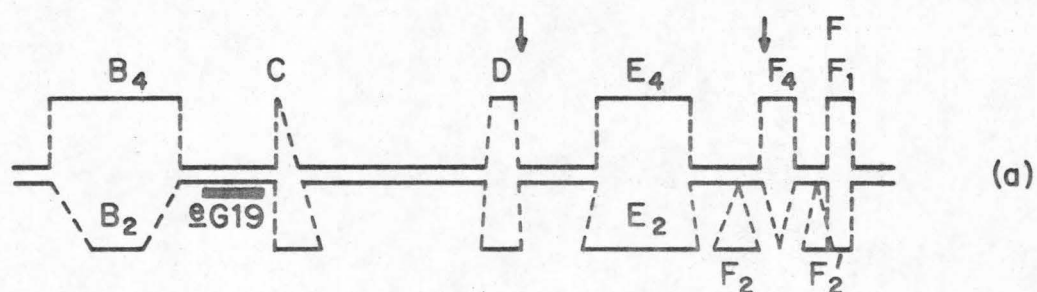 F
B₄ C D E₄ F₄ F₁
(a)
B₂ eG19 E₂
F₂ F₂'